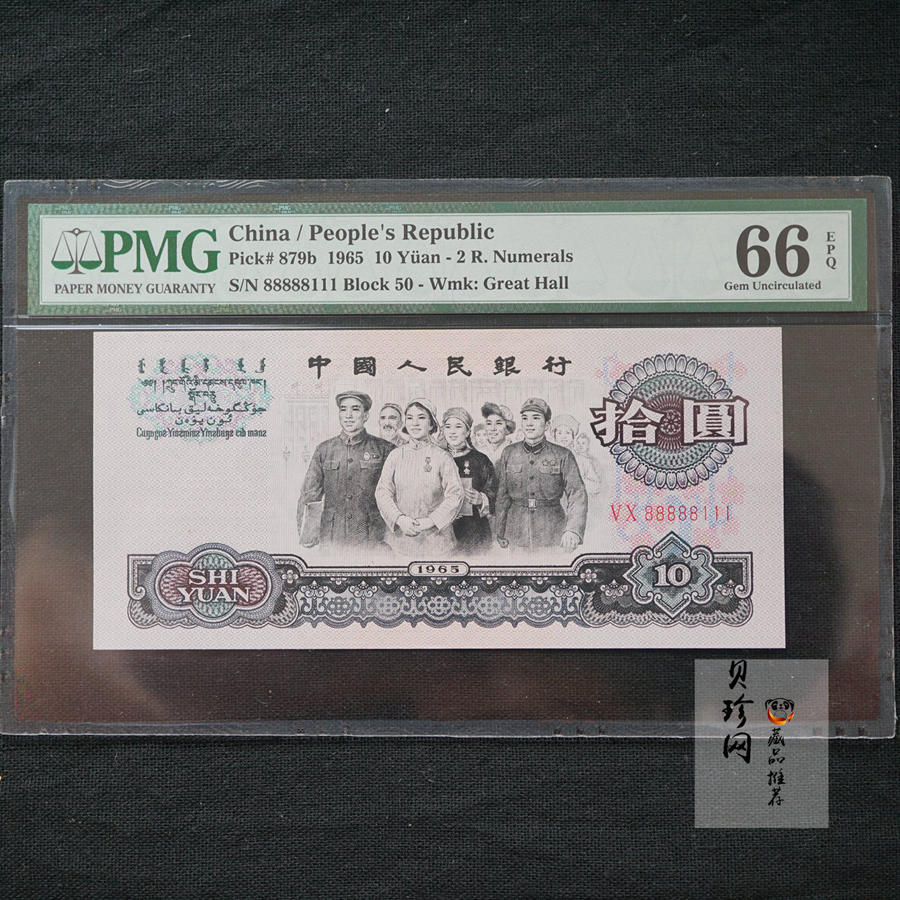 PMG
PAPER MONEY GUARANTY
China / People's Republic
Pick# 879b 1965 10 Yüan - 2 R. Numerals
S/N 88888111 Block 50 - Wmk: Great Hall
66 EPQ
Gem Uncirculated
中國人民銀行
拾圓
VX 88888111
1965
SHI
YUAN
10
贝珍网
藏品推荐